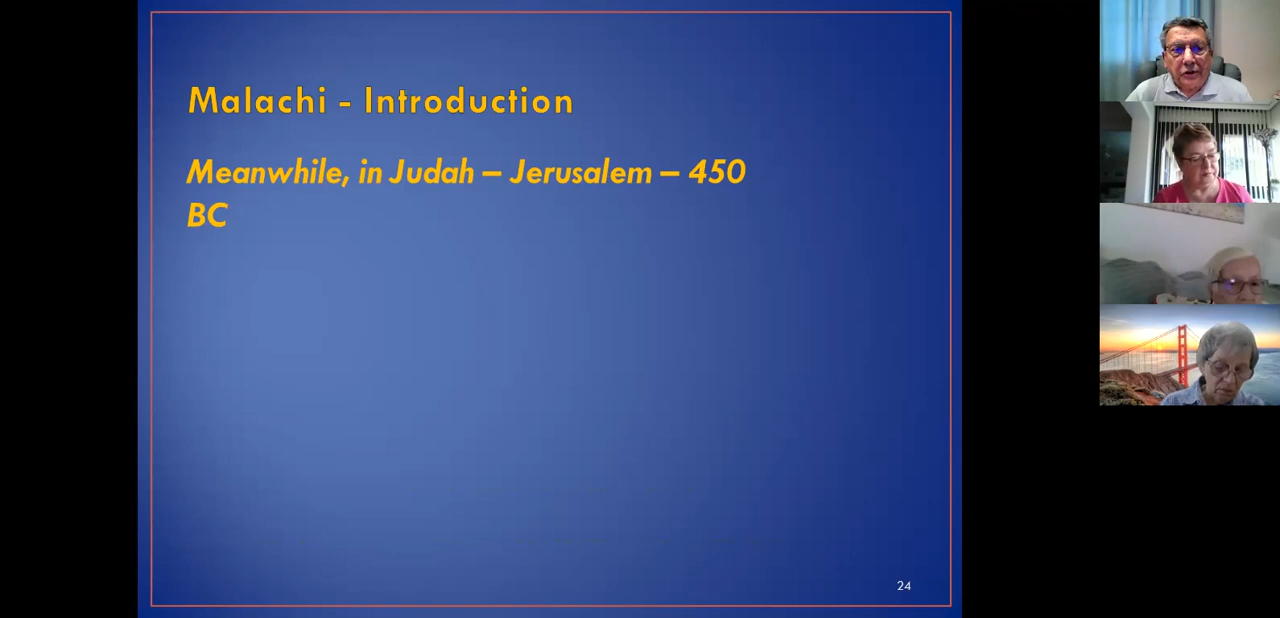 Malachi - Introduction
Meanwhile, in Judah – Jerusalem – 450
BC
24